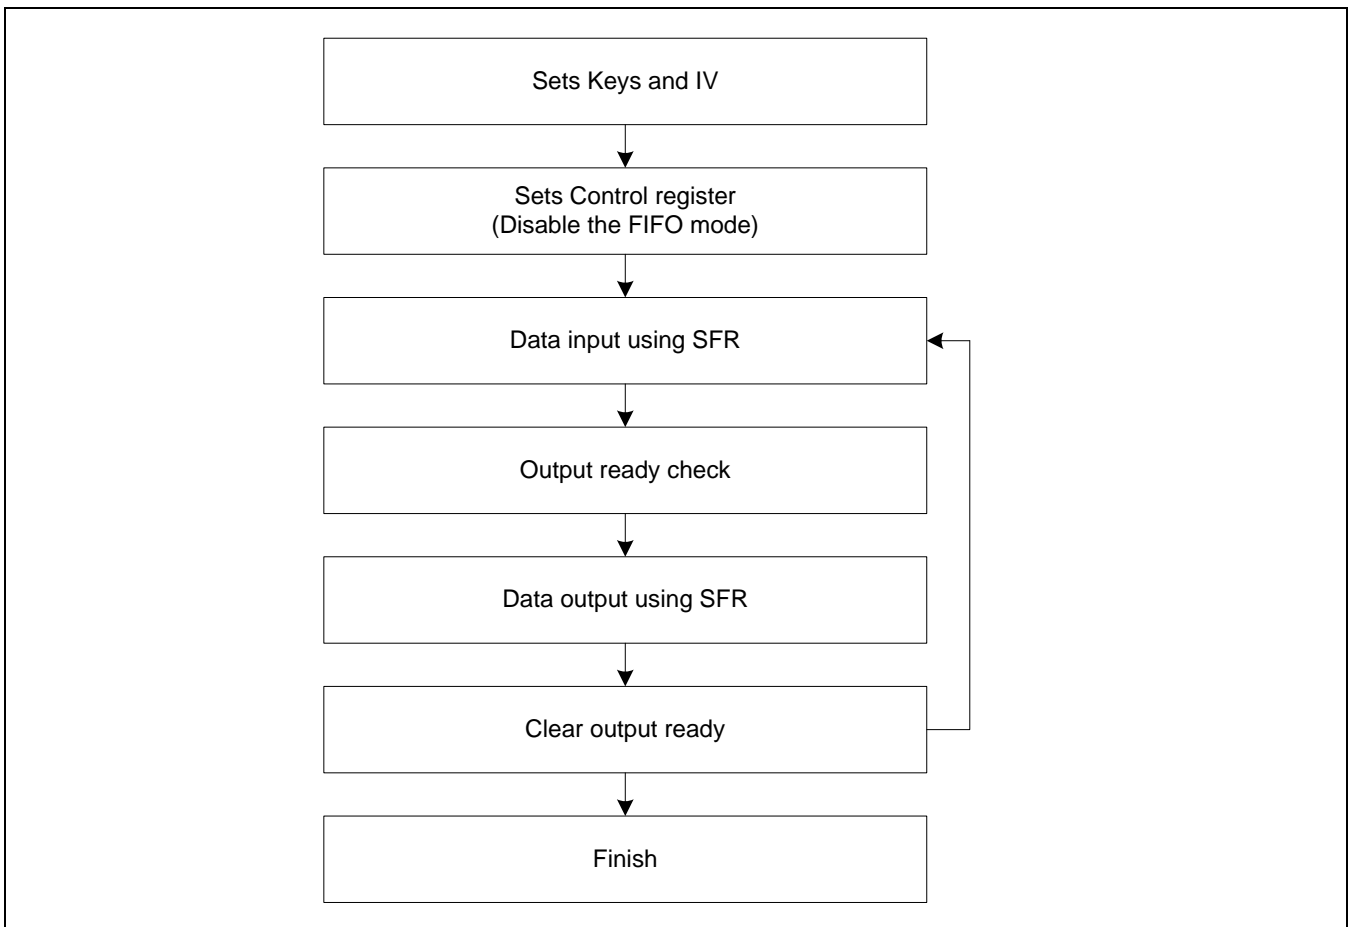 Sets Keys and IV
Sets Control register
(Disable the FIFO mode)
Data input using SFR
Output ready check
Data output using SFR
Clear output ready
Finish